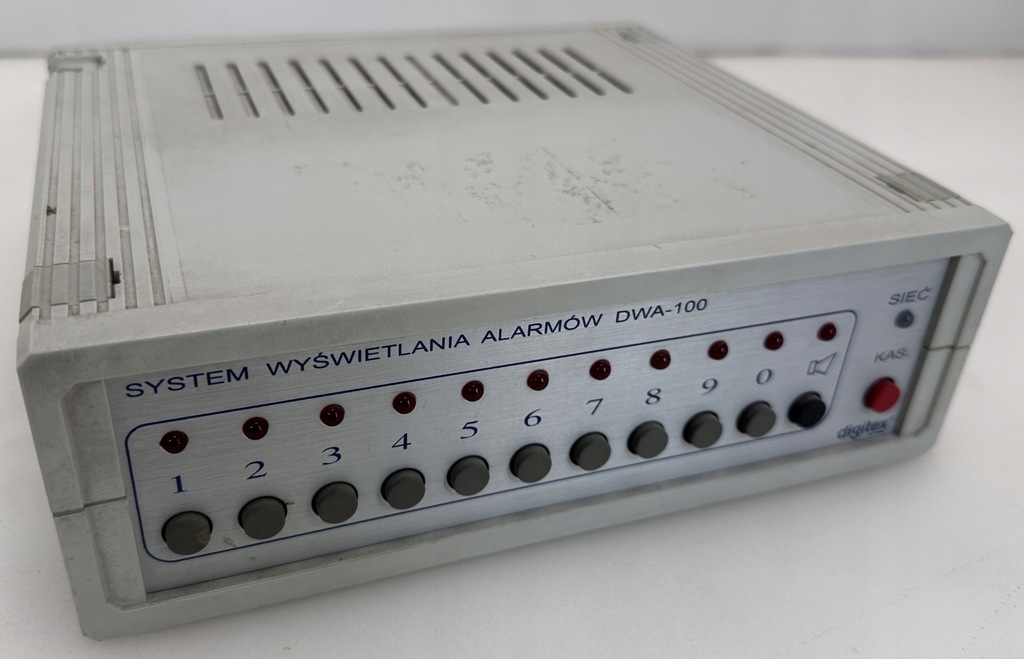 SYSTEM WYŚWIETLANIA ALARMÓW DWA-100
SIEĆ
KAS.
1 2 3 4 5 6 7 8 9 0
digitex